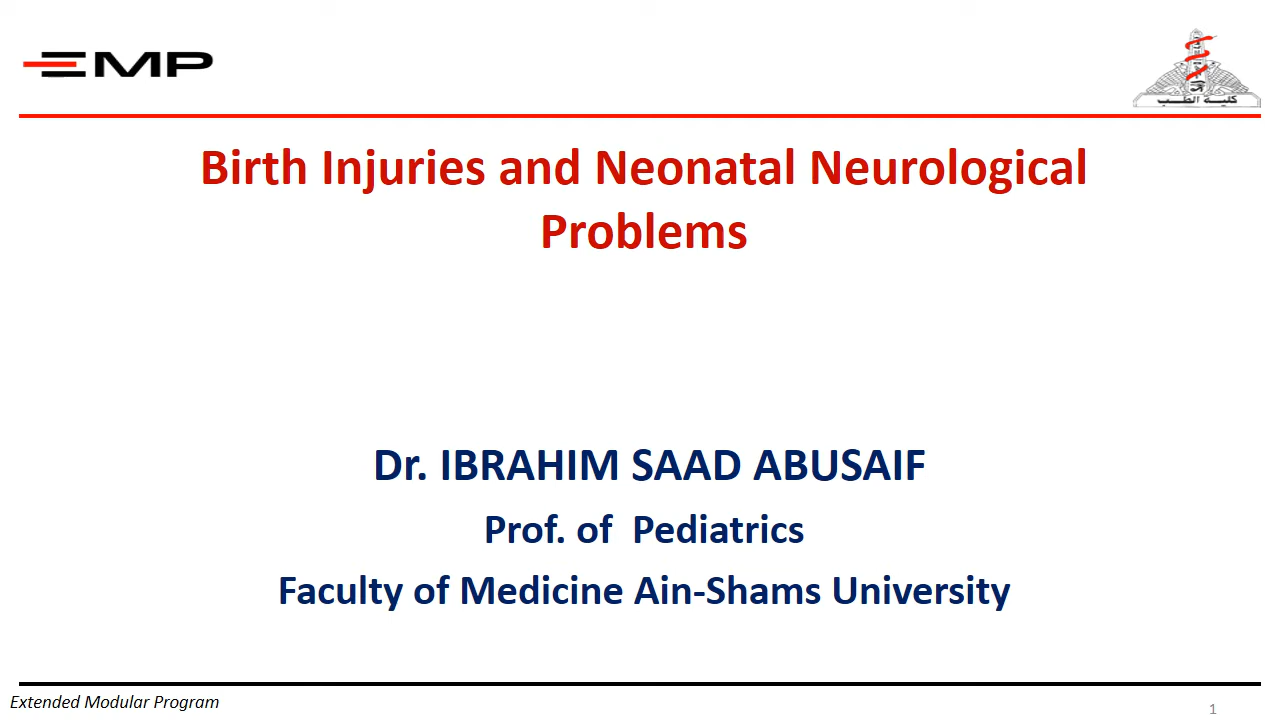 EMP
كلية الطب
Birth Injuries and Neonatal Neurological
Problems
Dr. IBRAHIM SAAD ABUSAIF
Prof. of  Pediatrics
Faculty of Medicine Ain-Shams University
Extended Modular Program
1